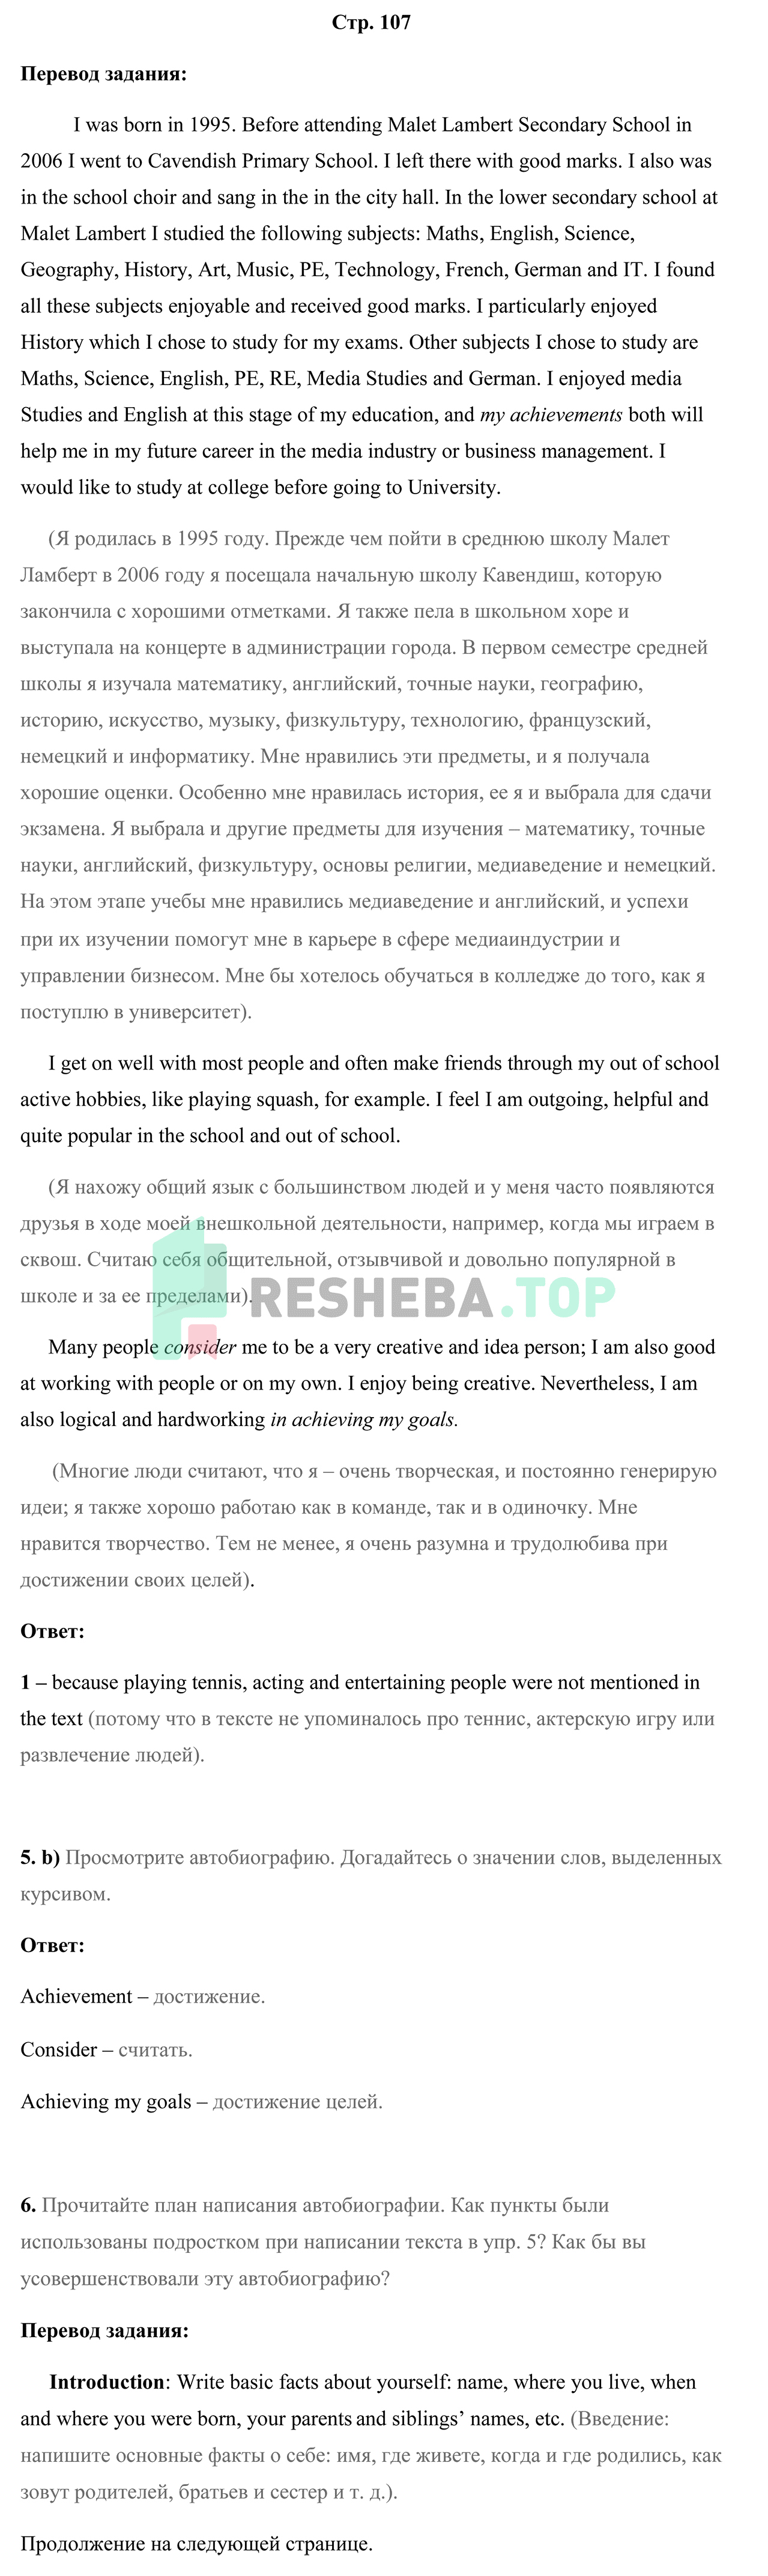 Стр. 107
Перевод задания:
I was born in 1995. Before attending Malet Lambert Secondary School in
2006 I went to Cavendish Primary School. I left there with good marks. I also was
in the school choir and sang in the in the city hall. In the lower secondary school at
Malet Lambert I studied the following subjects: Maths, English, Science,
Geography, History, Art, Music, PE, Technology, French, German and IT. I found
all these subjects enjoyable and received good marks. I particularly enjoyed
History which I chose to study for my exams. Other subjects I chose to study are
Maths, Science, English, PE, RE, Media Studies and German. I enjoyed media
Studies and English at this stage of my education, and my achievements both will
help me in my future career in the media industry or business management. I
would like to study at college before going to University.
(Я родилась в 1995 году. Прежде чем пойти в среднюю школу Малет
Ламберт в 2006 году я посещала начальную школу Кавендиш, которую
закончила с хорошими отметками. Я также пела в школьном хоре и
выступала на концерте в администрации города. В первом семестре средней
школы я изучала математику, английский, точные науки, географию,
историю, искусство, музыку, физкультуру, технологию, французский,
немецкий и информатику. Мне нравились эти предметы, и я получала
хорошие оценки. Особенно мне нравилась история, ее я и выбрала для сдачи
экзамена. Я выбрала и другие предметы для изучения – математику, точные
науки, английский, физкультуру, основы религии, медиаведение и немецкий.
На этом этапе учебы мне нравились медиаведение и английский, и успехи
при их изучении помогут мне в карьере в сфере медиаиндустрии и
управлении бизнесом. Мне бы хотелось обучаться в колледже до того, как я
поступлю в университет).
I get on well with most people and often make friends through my out of school
active hobbies, like playing squash, for example. I feel I am outgoing, helpful and
quite popular in the school and out of school.
(Я нахожу общий язык с большинством людей и у меня часто появляются
друзья в ходе моей внешкольной деятельности, например, когда мы играем в
сквош. Считаю себя общительной, отзывчивой и довольно популярной в
школе и за ее пределами).
RESHEBA.TOP
Many people consider me to be a very creative and idea person; I am also good
at working with people or on my own. I enjoy being creative. Nevertheless, I am
also logical and hardworking in achieving my goals.
(Многие люди считают, что я – очень творческая, и постоянно генерирую
идеи; я также хорошо работаю как в команде, так и в одиночку. Мне
нравится творчество. Тем не менее, я очень разумна и трудолюбива при
достижении своих целей).
Ответ:
1 – because playing tennis, acting and entertaining people were not mentioned in
the text (потому что в тексте не упоминалось про теннис, актерскую игру или
развлечение людей).
5. b) Просмотрите автобиографию. Догадайтесь о значении слов, выделенных
курсивом.
Ответ:
Achievement – достижение.
Consider – считать.
Achieving my goals – достижение целей.
6. Прочитайте план написания автобиографии. Как пункты были
использованы подростком при написании текста в упр. 5? Как бы вы
усовершенствовали эту автобиографию?
Перевод задания:
Introduction: Write basic facts about yourself: name, where you live, when
and where you were born, your parents and siblings’ names, etc. (Введение:
напишите основные факты о себе: имя, где живете, когда и где родились, как
зовут родителей, братьев и сестер и т. д.).
Продолжение на следующей странице.